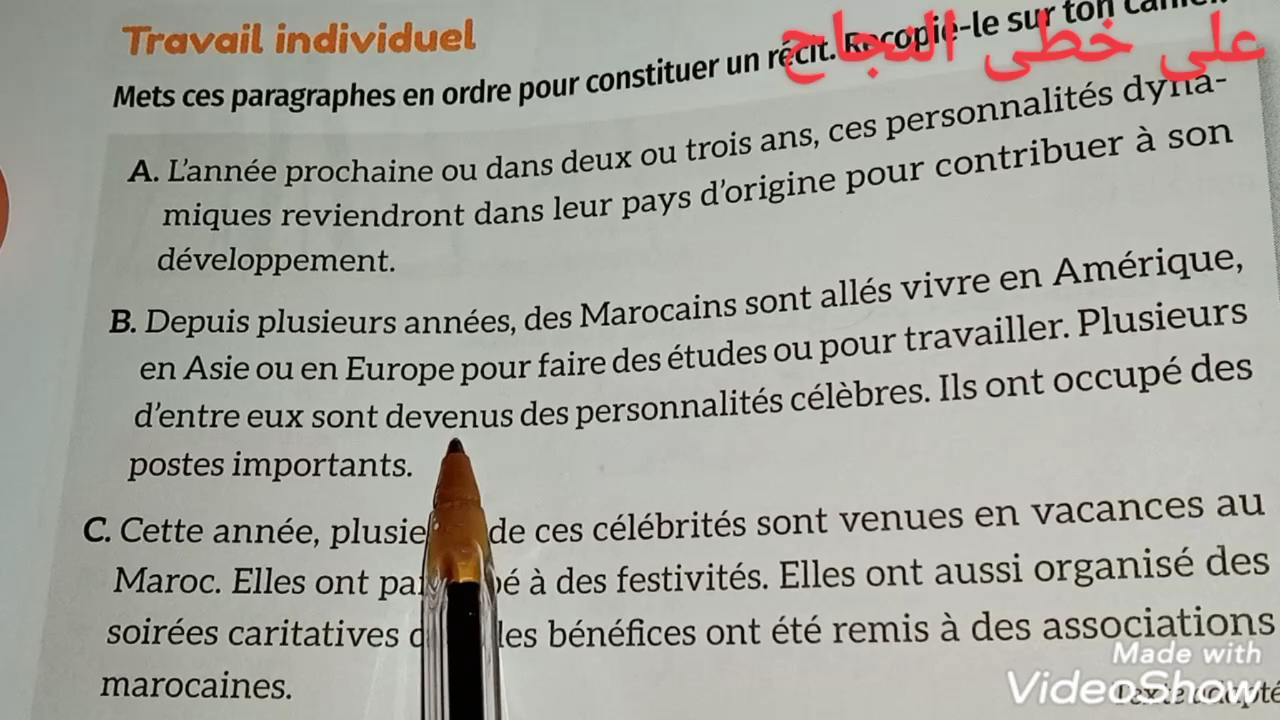 Travail individuel
على خطى النجاح
Mets ces paragraphes en ordre pour constituer un récit. Recopie-le sur ton
A. L'année prochaine ou dans deux ou trois ans, ces personnalités dyna-
miques reviendront dans leur pays d'origine pour contribuer à son
développement.
B. Depuis plusieurs années, des Marocains sont allés vivre en Amérique,
en Asie ou en Europe pour faire des études ou pour travailler. Plusieurs
d'entre eux sont devenus des personnalités célèbres. Ils ont occupé des
postes importants.
C. Cette année, de ces célébrités sont venues en vacances au
Maroc. Elles ont à des festivités. Elles ont aussi organisé des
soirées caritatives les bénéfices ont été remis à des associations
marocaines.
Made with
VideoShow